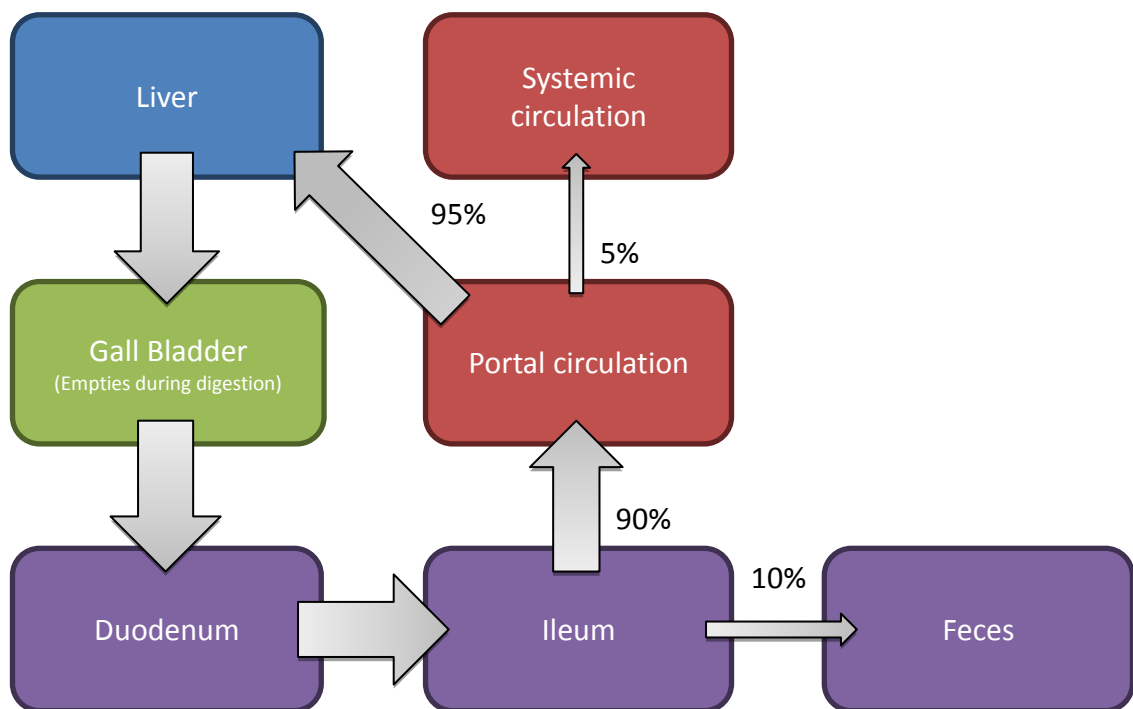 Liver
Systemic
circulation
95%
5%
Gall Bladder
(Empties during digestion)
Portal circulation
90%
10%
Duodenum
Ileum
Feces